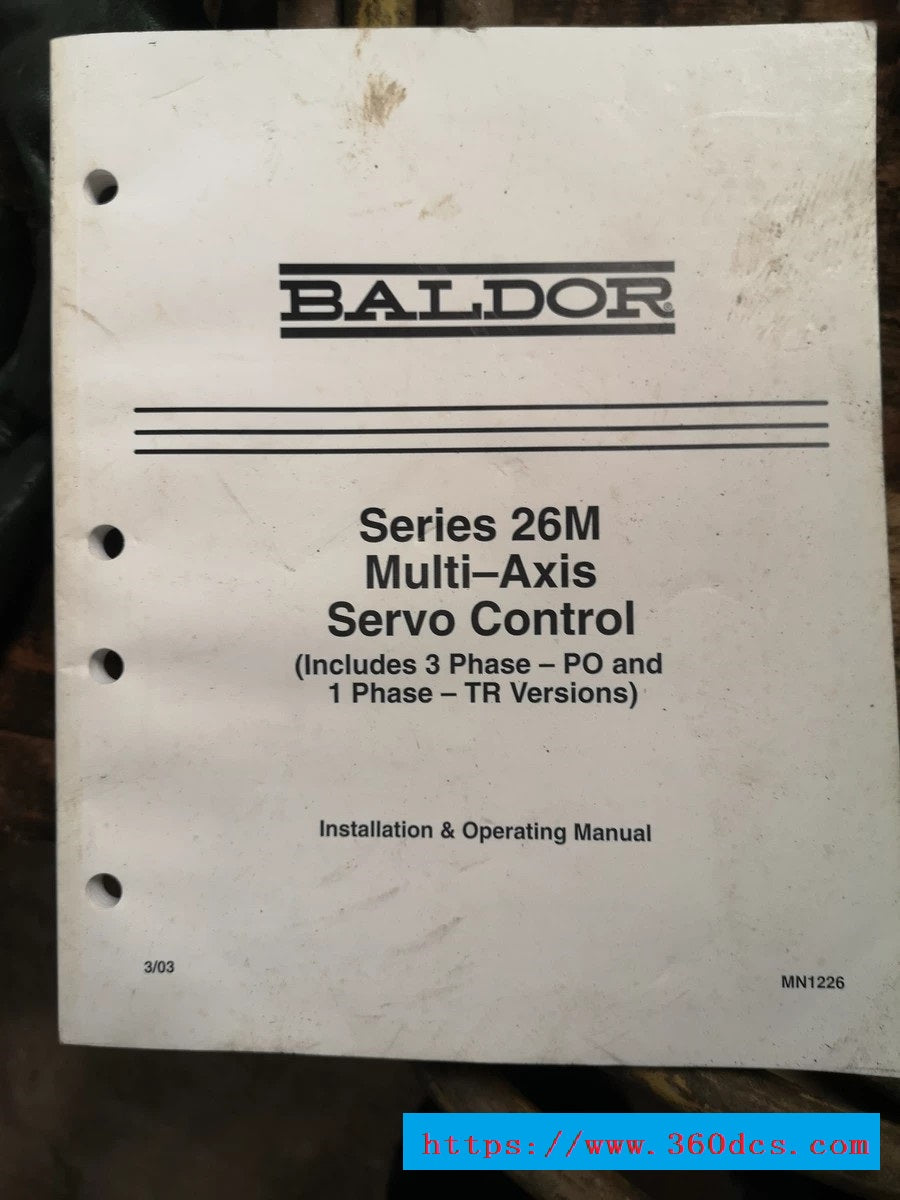 BALDOR®
Series 26M
Multi–Axis
Servo Control
(Includes 3 Phase – PO and
1 Phase – TR Versions)
Installation & Operating Manual
3/03
MN1226
https://www.360dcs.com